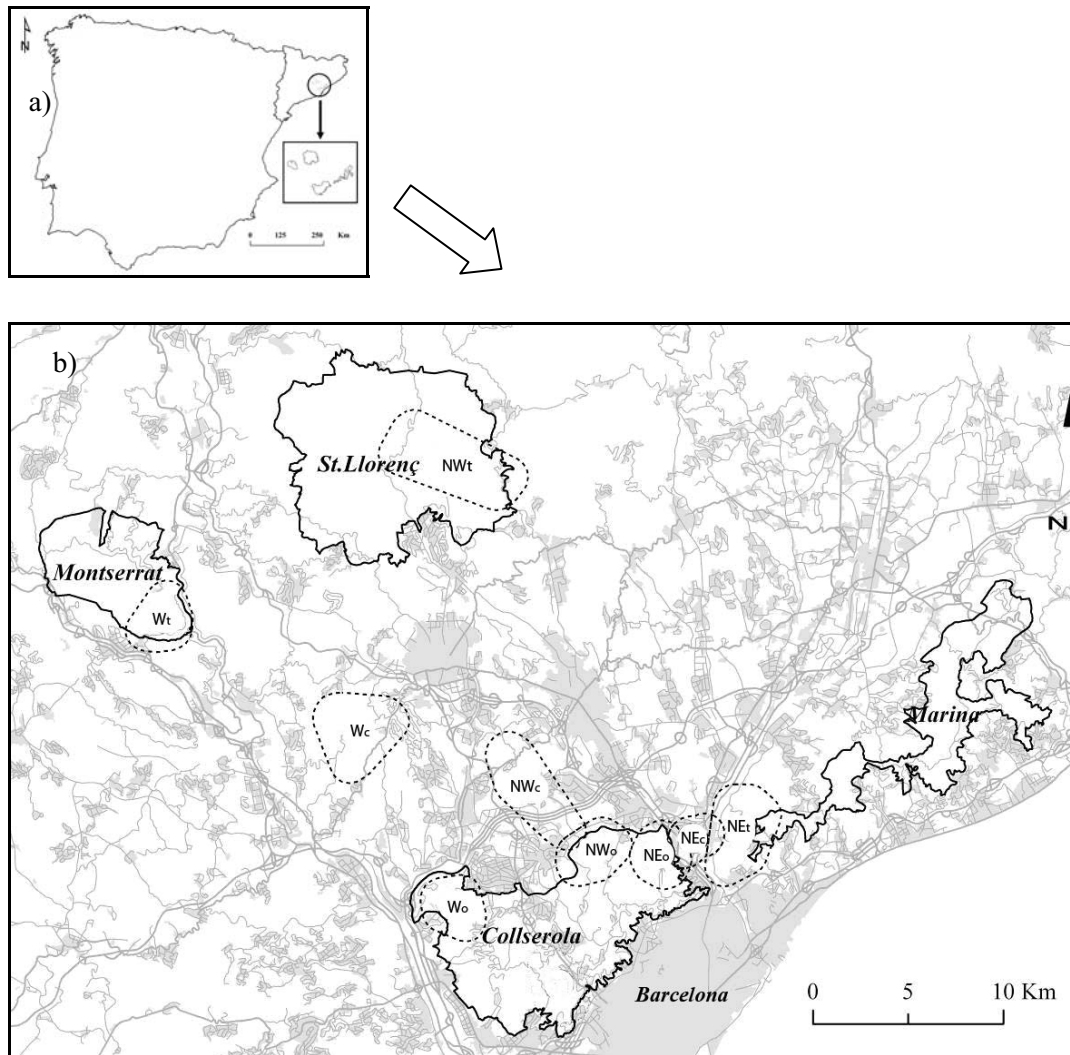 N
a)
0 125 250 Km
b)
St.Llorenç
NWt
N
Montserrat
Wt
Wc
Marina
NWc
NEt
NEc
NWo
NEo
Wo
Collserola
Barcelona
0 5 10 Km